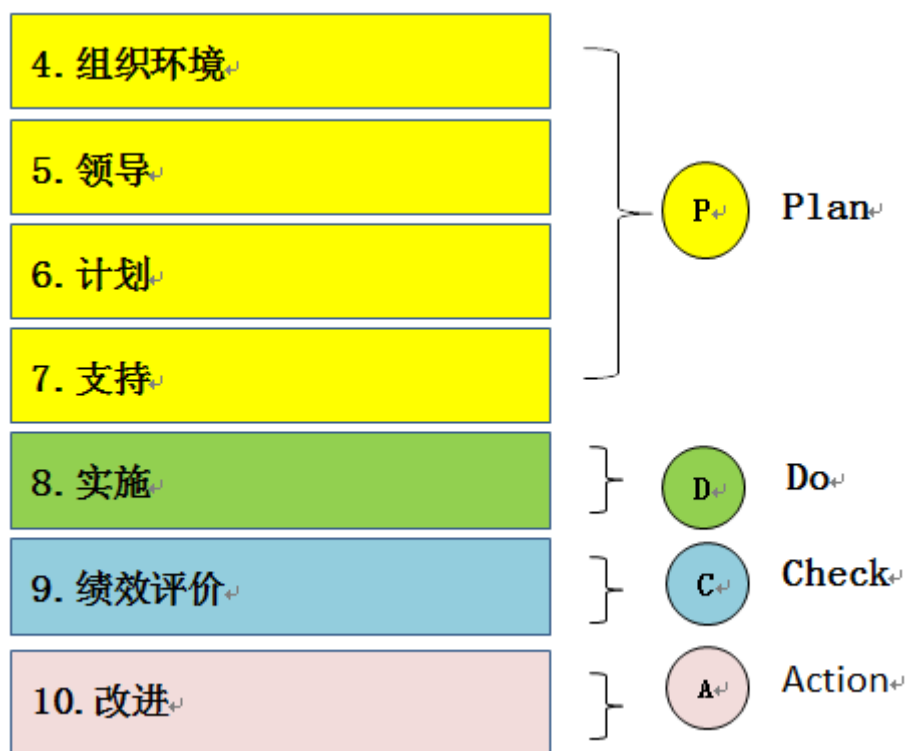 4. 组织环境
5. 领导
6. 计划
7. 支持
P Plan
8. 实施
D Do
9. 绩效评价
C Check
10. 改进
A Action